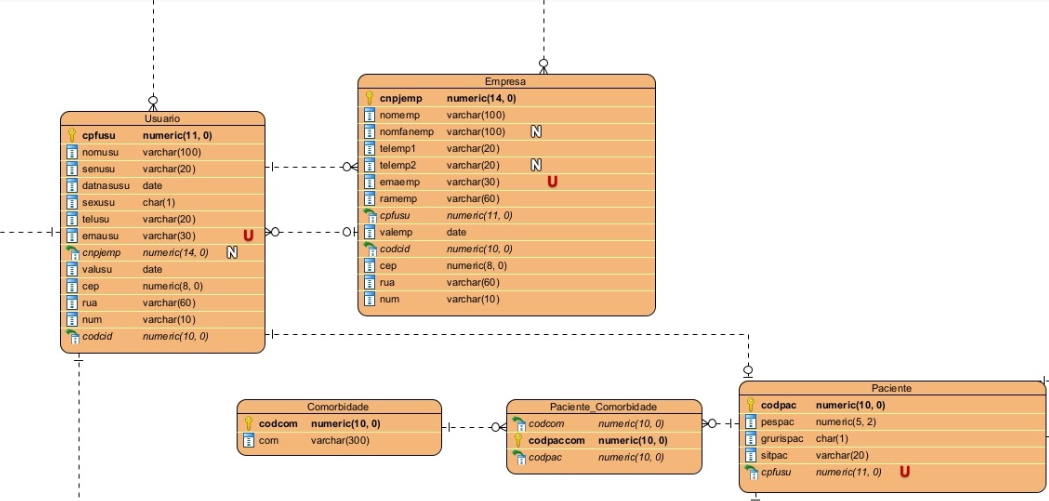 Usuario
cpfusu numeric(11, 0)
nomusu varchar(100)
senusu varchar(20)
datnasusu date
sexusu char(1)
telusu varchar(20)
emausu varchar(30) U
cnpjemp numeric(14, 0) N
valusu date
cep numeric(8, 0)
rua varchar(60)
num varchar(10)
codcid numeric(10, 0)
Empresa
cnpjemp numeric(14, 0)
nomemp varchar(100)
nomfanemp varchar(100) N
telemp1 varchar(20)
telemp2 varchar(20) N
emaemp varchar(30) U
ramemp varchar(60)
cpfusu numeric(11, 0)
valemp date
codcid numeric(10, 0)
cep numeric(8, 0)
rua varchar(60)
num varchar(10)
Comorbidade
codcom numeric(10, 0)
com varchar(300)
Paciente_Comorbidade
codcom numeric(10, 0)
codpaccom numeric(10, 0)
codpac numeric(10, 0)
Paciente
codpac numeric(10, 0)
pespac numeric(5, 2)
grurispac char(1)
sitpac varchar(20)
cpfusu numeric(11, 0) U